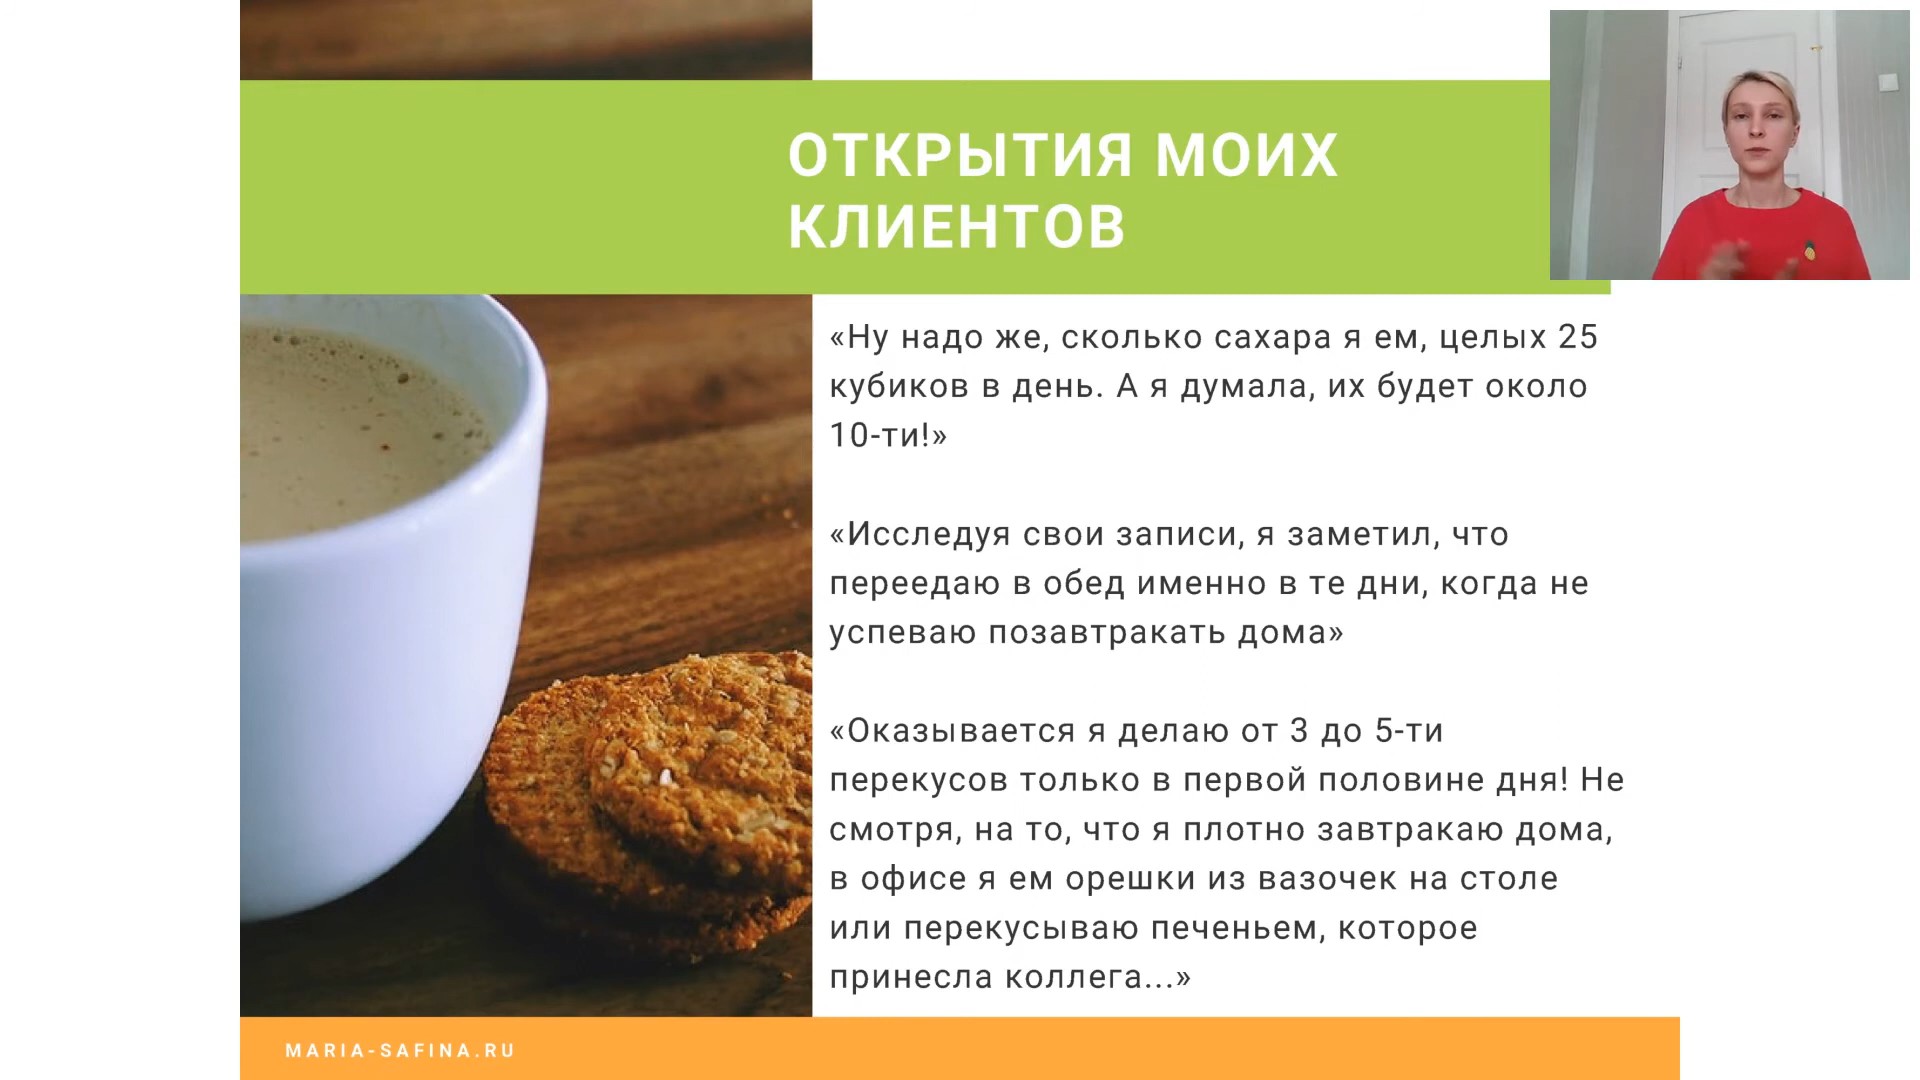 ОТКРЫТИЯ МОИХ
КЛИЕНТОВ
«Ну надо же, сколько сахара я ем, целых 25
кубиков в день. А я думала, их будет около
10-ти!»
«Исследуя свои записи, я заметил, что
переедаю в обед именно в те дни, когда не
успеваю позавтракать дома»
«Оказывается я делаю от 3 до 5-ти
перекусов только в первой половине дня! Не
смотря, на то, что я плотно завтракаю дома,
в офисе я ем орешки из вазочек на столе
или перекусываю печеньем, которое
принесла коллега...»
MARIA-SAFINA.RU